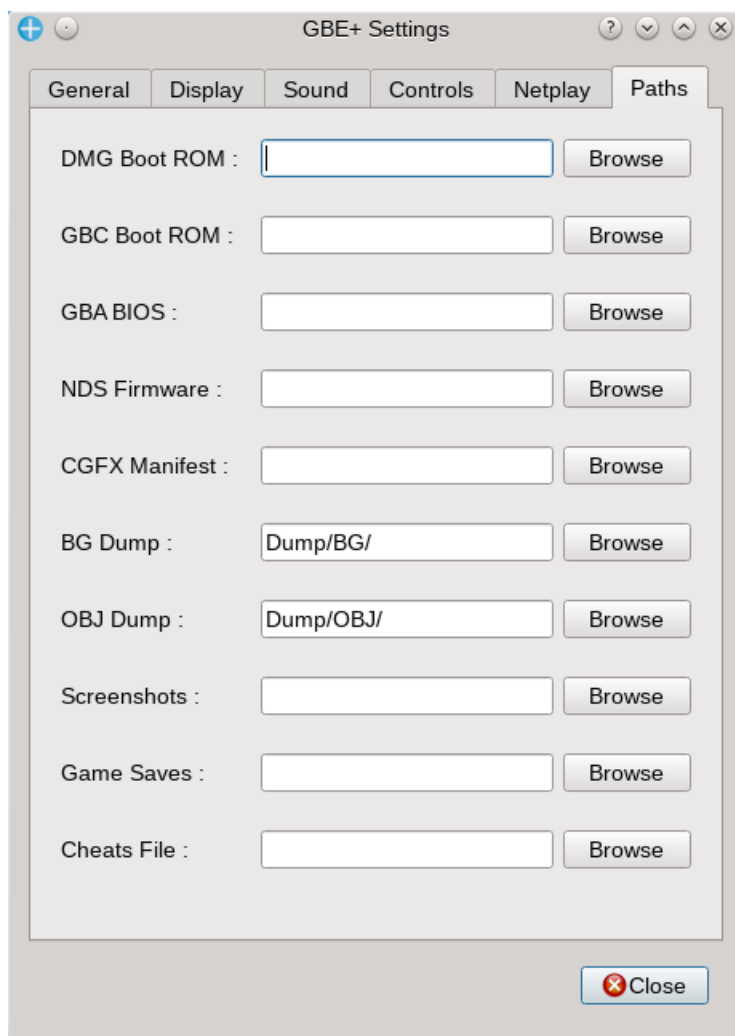 GBE+ Settings
General Display Sound Controls Netplay Paths
DMG Boot ROM : Browse
GBC Boot ROM : Browse
GBA BIOS : Browse
NDS Firmware : Browse
CGFX Manifest : Browse
BG Dump : Dump/BG/ Browse
OBJ Dump : Dump/OBJ/ Browse
Screenshots : Browse
Game Saves : Browse
Cheats File : Browse
Close